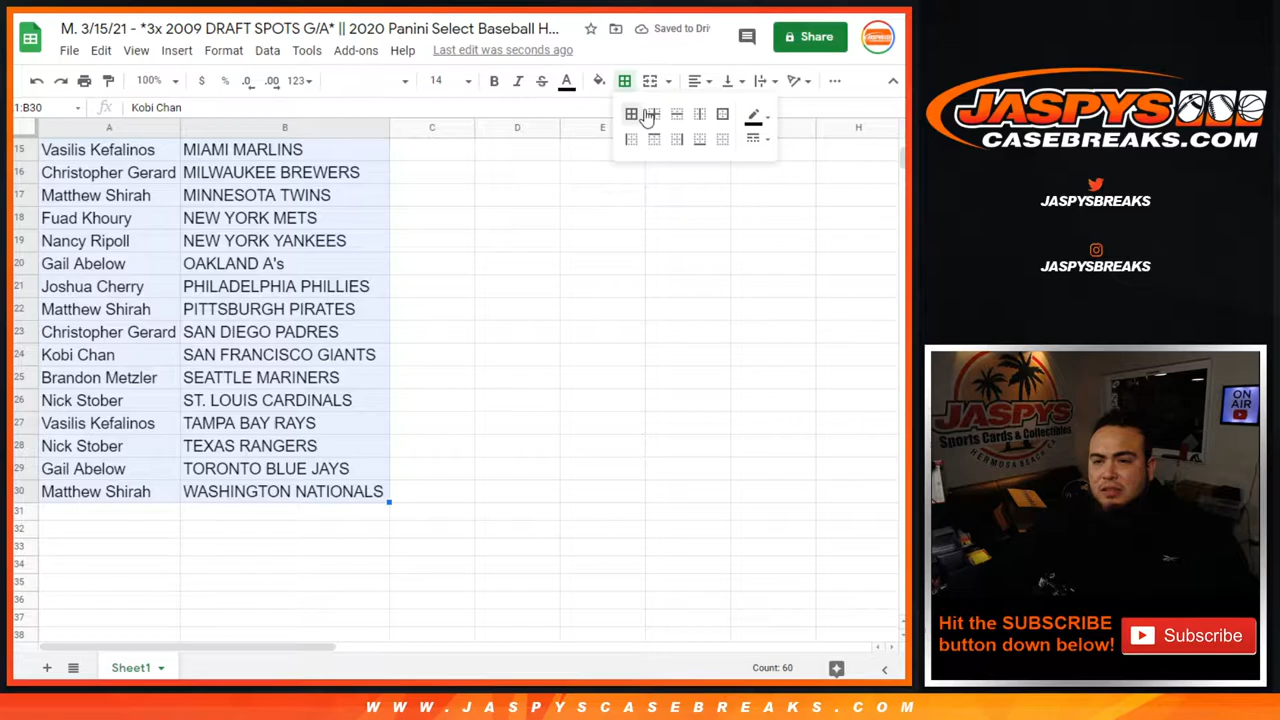 M. 3/15/21 - *3x 2009 DRAFT SPOTS G/A* || 2020 Panini Select Baseball H...
Saved to Dri
Share
File Edit View Insert Format Data Tools Add-ons Help Last edit was seconds ago
100% $ % .0 .00 123 14 B I S A
1:B30 fx Kobi Chan
A B C D E H
15 Vasilis Kefalinos MIAMI MARLINS
16 Christopher Gerard MILWAUKEE BREWERS
17 Matthew Shirah MINNESOTA TWINS
18 Fuad Khoury NEW YORK METS
19 Nancy Ripoll NEW YORK YANKEES
20 Gail Abelow OAKLAND A's
21 Joshua Cherry PHILADELPHIA PHILLIES
22 Matthew Shirah PITTSBURGH PIRATES
23 Christopher Gerard SAN DIEGO PADRES
24 Kobi Chan SAN FRANCISCO GIANTS
25 Brandon Metzler SEATTLE MARINERS
26 Nick Stober ST. LOUIS CARDINALS
27 Vasilis Kefalinos TAMPA BAY RAYS
28 Nick Stober TEXAS RANGERS
29 Gail Abelow TORONTO BLUE JAYS
30 Matthew Shirah WASHINGTON NATIONALS
31
32
33
34
35
36
37
38
Sheet1
Count: 60
JASPYS
CASEBREAKS.COM
JASPYSBREAKS
JASPYSBREAKS
JASPYS
Sports Cards & Collectibles
HERMOSA BEACH
ON
AIR
Hit the SUBSCRIBE
button down below!
Subscribe
WWW.JASPYSCASEBREAKS.COM